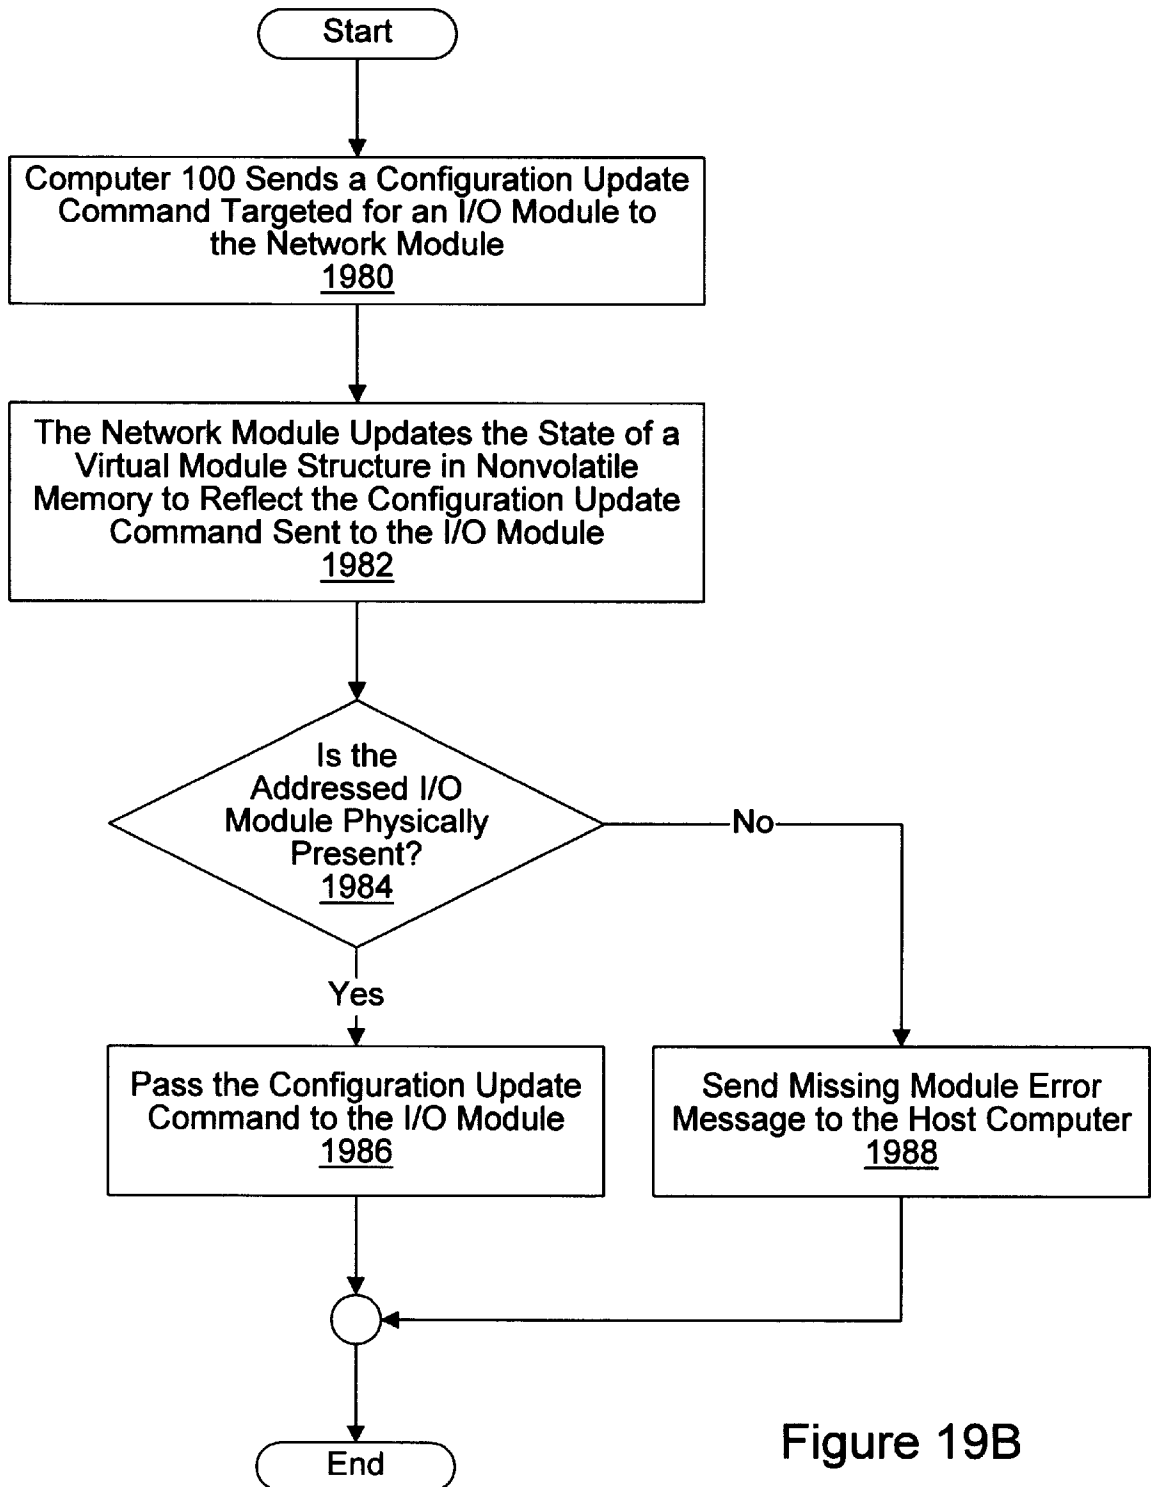 Start
Computer 100 Sends a Configuration Update
Command Targeted for an I/O Module to
the Network Module
1980
The Network Module Updates the State of a
Virtual Module Structure in Nonvolatile
Memory to Reflect the Configuration Update
Command Sent to the I/O Module
1982
Is the
Addressed I/O
Module Physically
Present?
1984
No
Yes
Pass the Configuration Update
Command to the I/O Module
1986
Send Missing Module Error
Message to the Host Computer
1988
End
Figure 19B